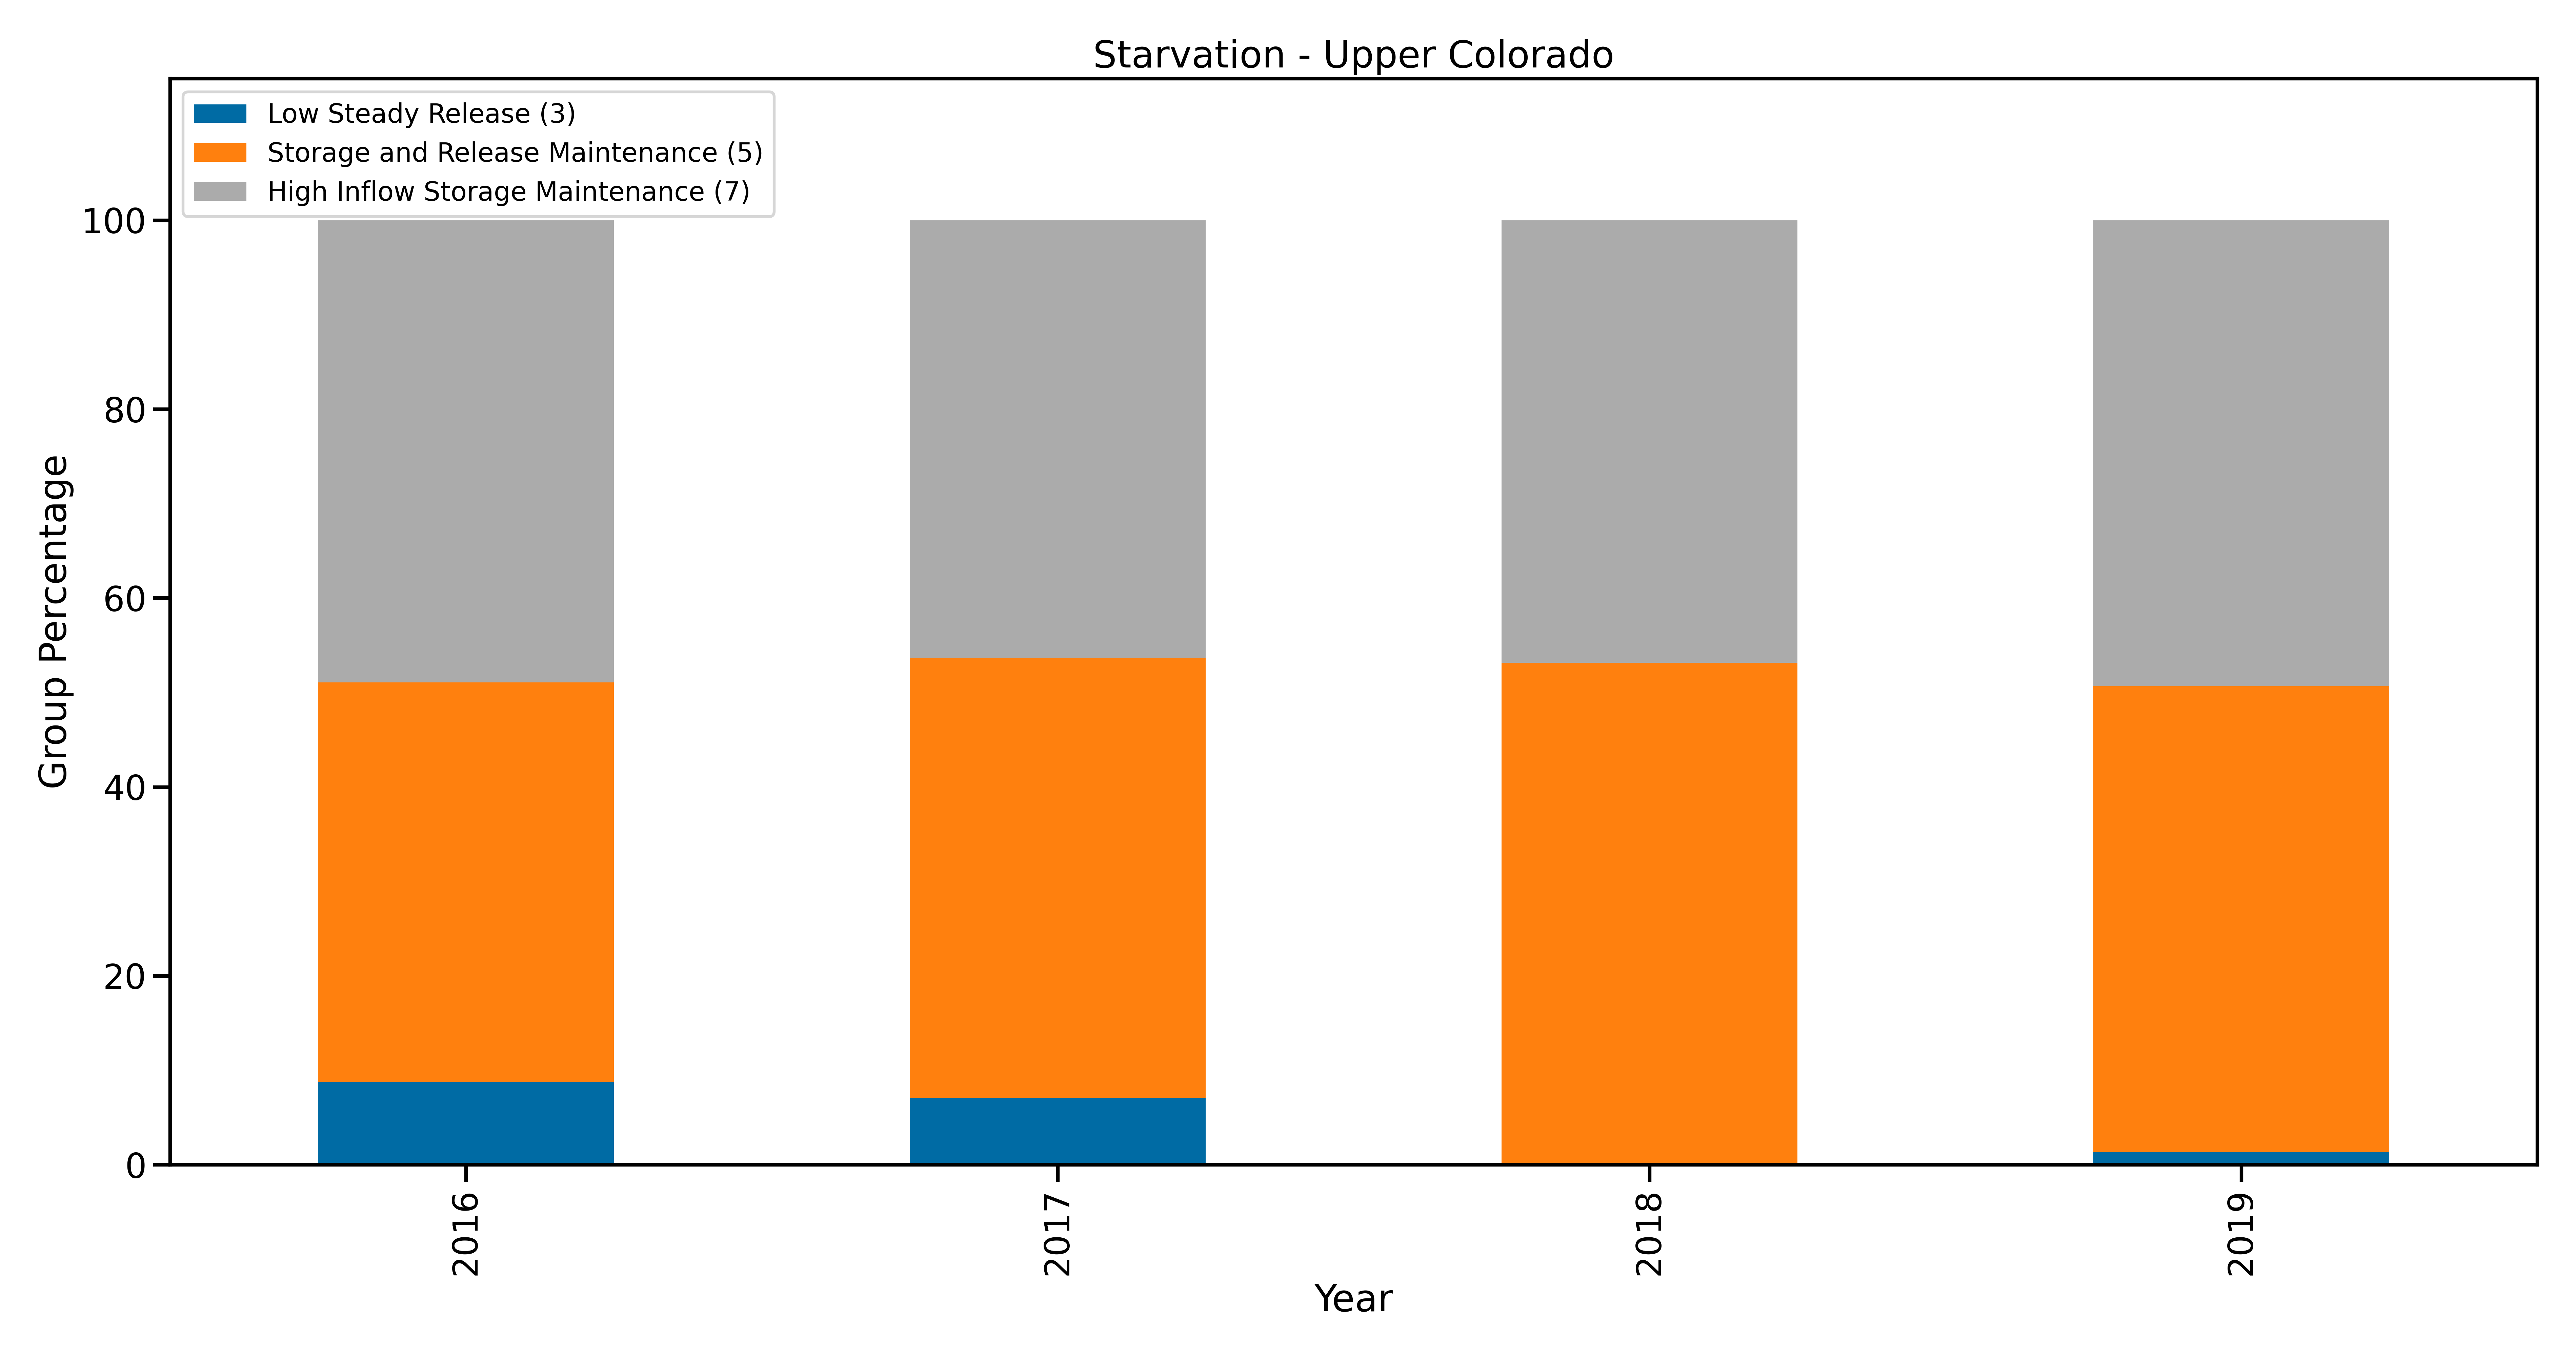 Starvation - Upper Colorado
Low Steady Release (3)
Storage and Release Maintenance (5)
High Inflow Storage Maintenance (7)
Group Percentage
100
80
60
40
20
0
2016
2017
2018
2019
Year